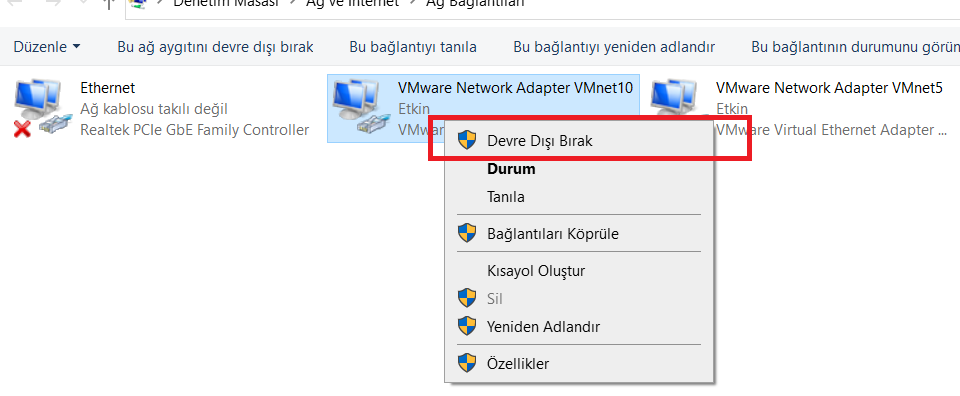 Denetim Masası > Ağ ve İnternet > Ağ Bağlantıları
Düzenle Bu ağ aygıtını devre dışı bırak Bu bağlantıyı tanıla Bu bağlantıyı yeniden adlandır Bu bağlantının durumunu görün
Ethernet
Ağ kablosu takılı değil
Realtek PCIe GbE Family Controller
VMware Network Adapter VMnet10
Etkin
VMware
VMware Network Adapter VMnet5
Etkin
VMware Virtual Ethernet Adapter ...
Devre Dışı Bırak
Durum
Tanıla
Bağlantıları Köprüle
Kısayol Oluştur
Sil
Yeniden Adlandır
Özellikler